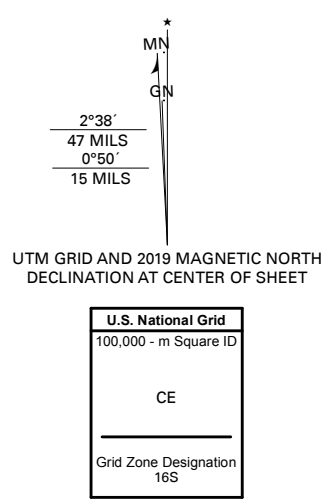 MN
GN
2°38´
47 MILS
0°50´
15 MILS
UTM GRID AND 2019 MAGNETIC NORTH
DECLINATION AT CENTER OF SHEET
U.S. National Grid
100,000 - m Square ID
CE
Grid Zone Designation
16S